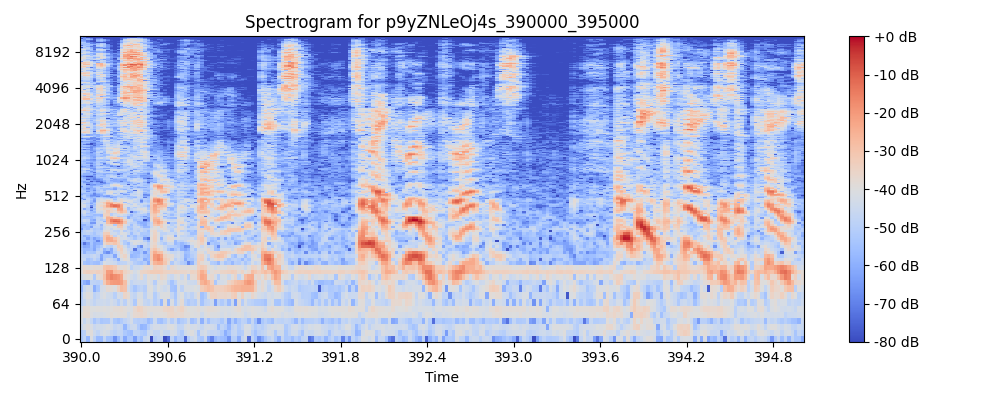 Spectrogram for p9yZNLeOj4s_390000_395000
Hz
8192
4096
2048
1024
512
256
128
64
0
390.0 390.6 391.2 391.8 392.4 393.0 393.6 394.2 394.8
Time
+0 dB
-10 dB
-20 dB
-30 dB
-40 dB
-50 dB
-60 dB
-70 dB
-80 dB